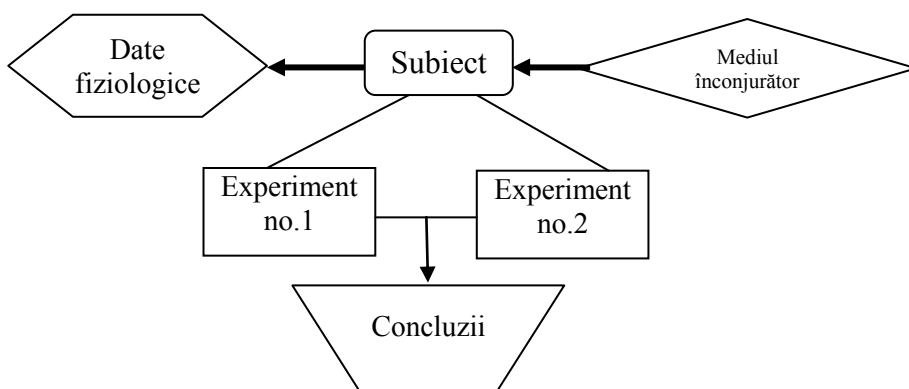 Date
fiziologice
Subiect
Mediul
înconjurător
Experiment
no.1
Experiment
no.2
Concluzii